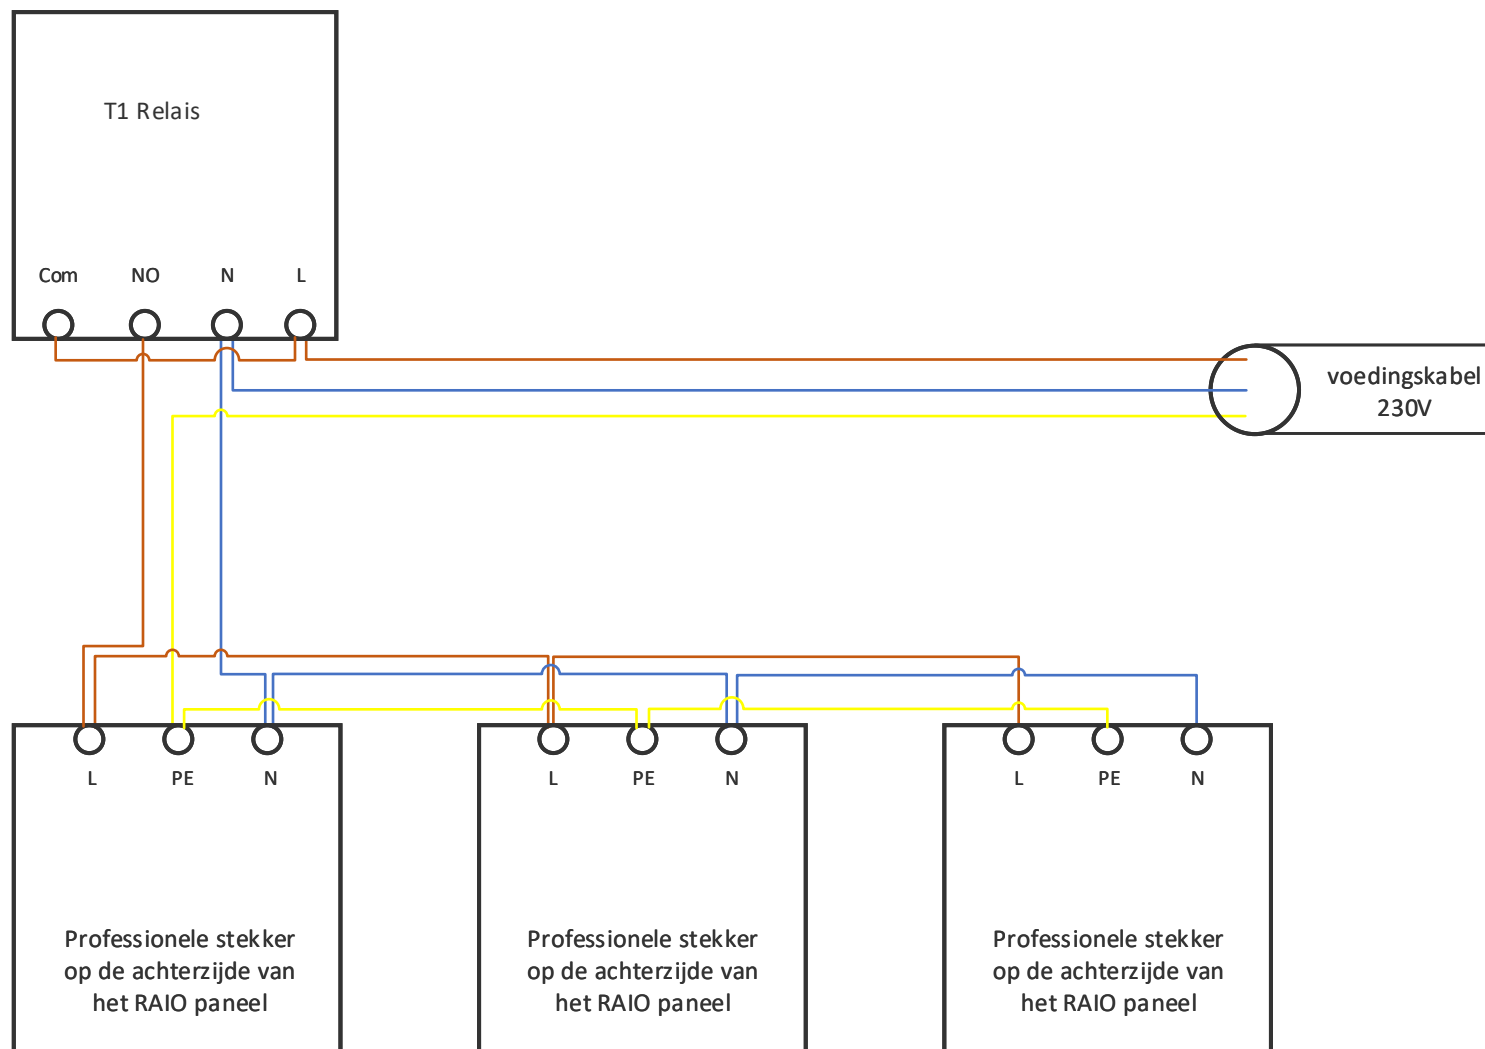 T1 Relais
Com NO N L
voedingskabel
230V
L PE N
L PE N
L PE N
Professionele stekker
op de achterzijde van
het RAIO paneel
Professionele stekker
op de achterzijde van
het RAIO paneel
Professionele stekker
op de achterzijde van
het RAIO paneel